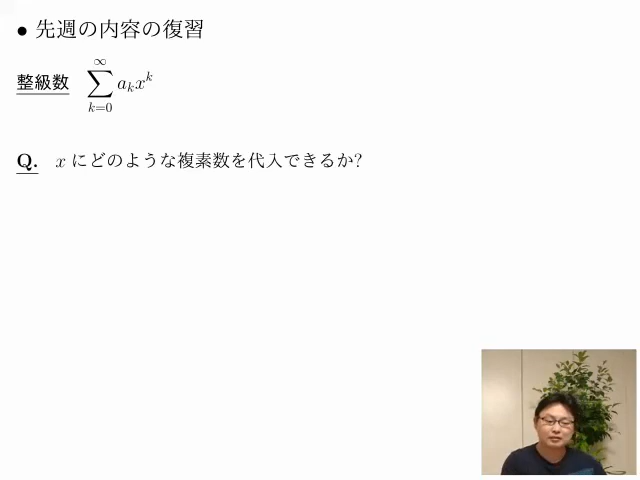 • 先週の内容の復習
整級数 $\sum_{k=0}^{\infty} a_k x^k$
Q. x にどのような複素数を代入できるか?